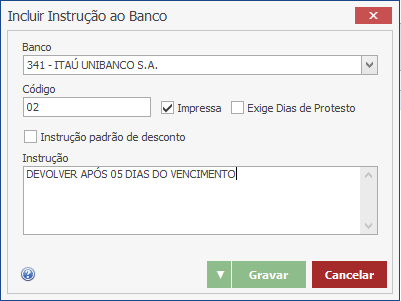 Incluir Instrução ao Banco
Banco
341 - ITAÚ UNIBANCO S.A.
Código
02
Impressa
Exige Dias de Protesto
Instrução padrão de desconto
Instrução
DEVOLVER APÓS 05 DIAS DO VENCIMENTO
Gravar
Cancelar